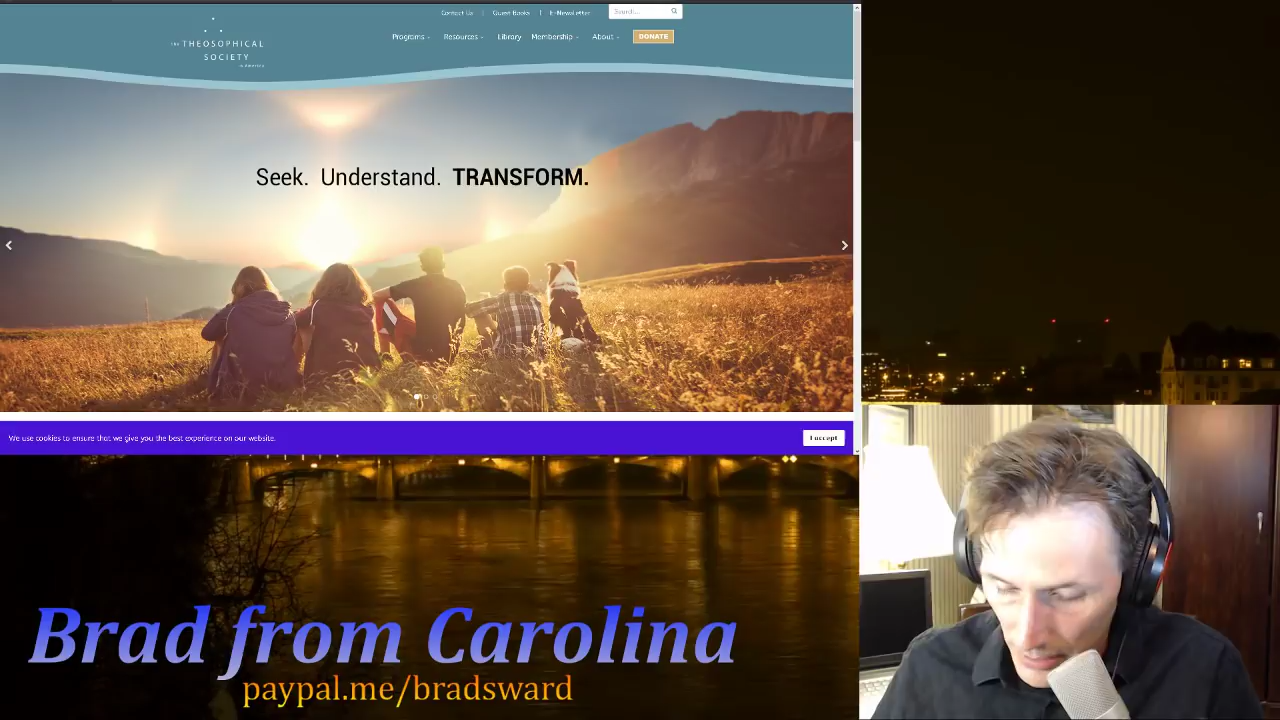 Contact Us | Quest Books | E-Newsletter
Search...
THE THEOSOPHICAL
SOCIETY
in America
Programs
Resources
Library
Membership
About
DONATE
Seek. Understand. TRANSFORM.
We use cookies to ensure that we give you the best experience on our website.
I accept
Brad from Carolina
paypal.me/bradsward